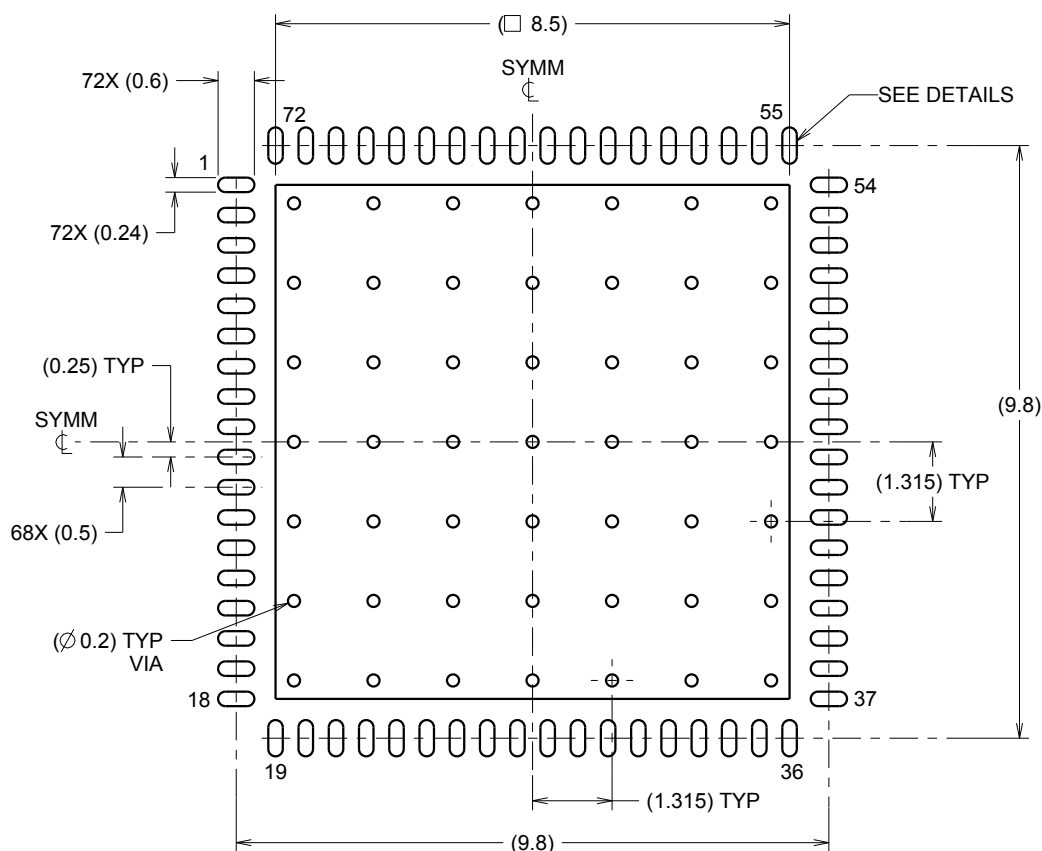 (□ 8.5)
SYMM
℄
72X (0.6)
SEE DETAILS
72
55
1
54
72X (0.24)
(0.25) TYP
SYMM
℄
(9.8)
(1.315) TYP
68X (0.5)
(∅ 0.2) TYP
VIA
18
37
19
36
(1.315) TYP
(9.8)